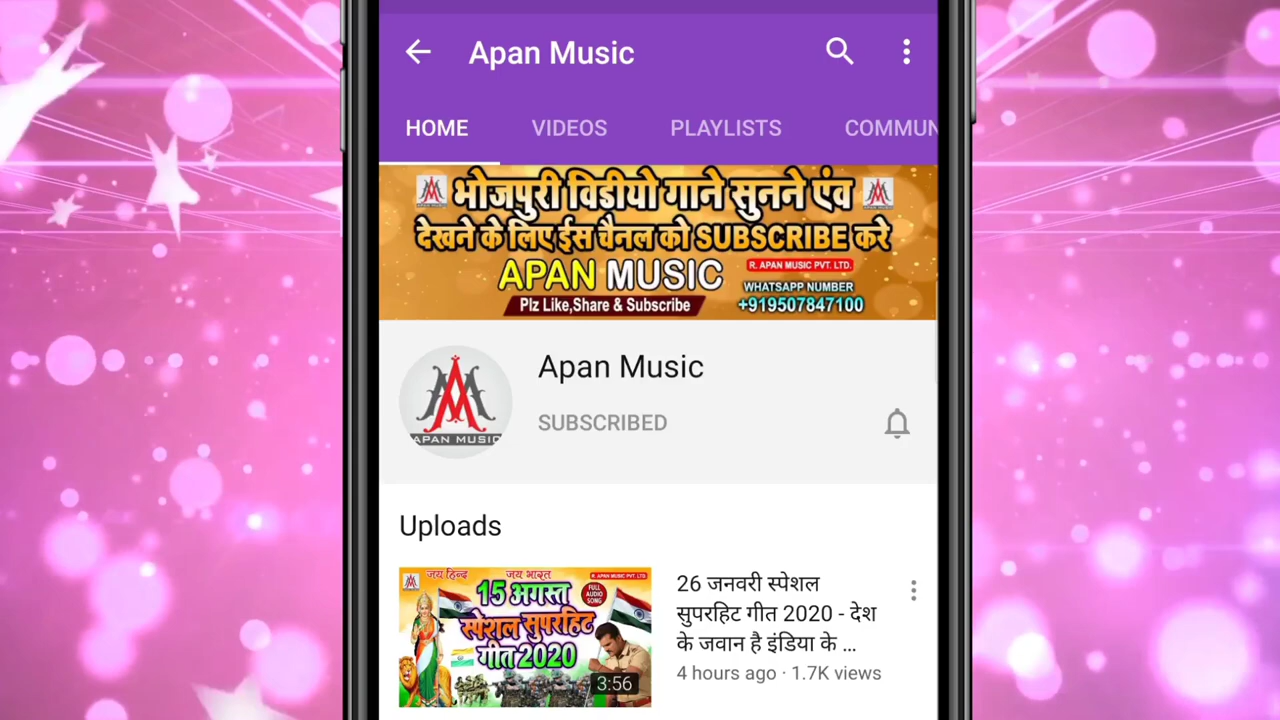 Apan Music
HOME VIDEOS PLAYLISTS COMMUN
भोजपुरी विडीयो गाने सुनने एंव
देखने के लिए ईस चैनल को SUBSCRIBE करे
APAN MUSIC
R. APAN MUSIC PVT. LTD.
Plz Like,Share & Subscribe
WHATSAPP NUMBER
+919507847100
APAN MUSIC
Apan Music
SUBSCRIBED
Uploads
जय हिन्द जय भारत
R. APAN MUSIC PVT. LTD.
15 अगस्त
FULL
AUDIO
SONG
स्पेशल सुपरहिट
गीत 2020
3:56
26 जनवरी स्पेशल
सुपरहिट गीत 2020 - देश
के जवान है इंडिया के ...
4 hours ago · 1.7K views